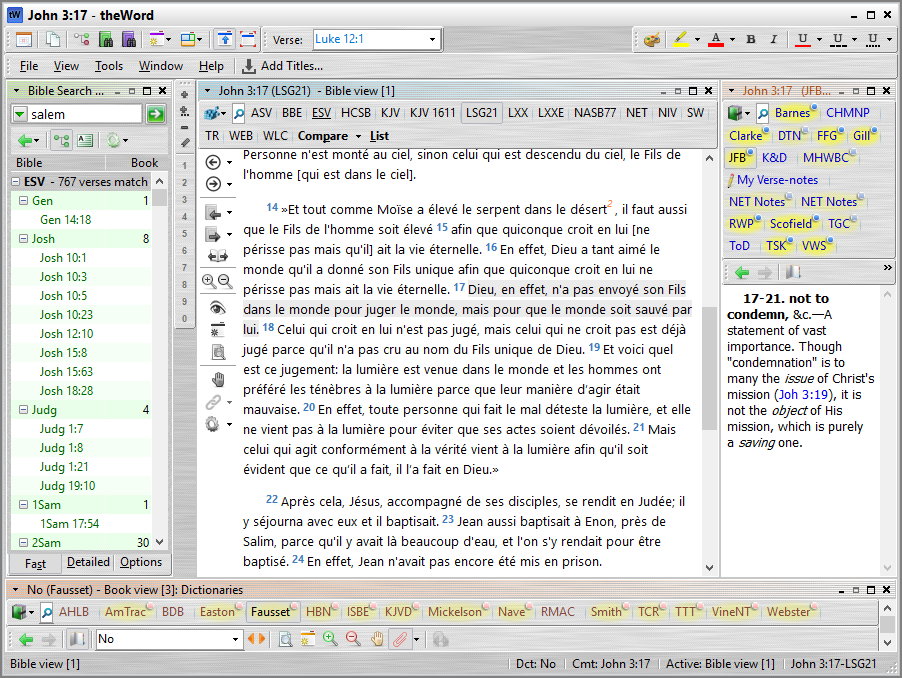 John 3:17 - theWord
Verse: Luke 12:1
File View Tools Window Help Add Titles...
Bible Search ...
salem
Bible Book
ESV - 767 verses match
Gen 1
Gen 14:18
Josh 8
Josh 10:1
Josh 10:3
Josh 10:5
Josh 10:23
Josh 12:10
Josh 15:8
Josh 15:63
Josh 18:28
Judg 4
Judg 1:7
Judg 1:8
Judg 1:21
Judg 19:10
1Sam 1
1Sam 17:54
2Sam 30
Fast Detailed Options
1
2
3
4
5
6
7
8
9
0
John 3:17 (LSG21) - Bible view [1]
ASV BBE ESV HCSB KJV KJV 1611 LSG21 LXX LXXE NASB77 NET NIV SW
TR WEB WLC Compare List
Personne n'est monté au ciel, sinon celui qui est descendu du ciel, le Fils de
l'homme [qui est dans le ciel].
14 »Et tout comme Moïse a élevé le serpent dans le désert2 , il faut aussi
que le Fils de l'homme soit élevé 15 afin que quiconque croit en lui [ne
périsse pas mais qu'il] ait la vie éternelle. 16 En effet, Dieu a tant aimé le
monde qu'il a donné son Fils unique afin que quiconque croit en lui ne
périsse pas mais ait la vie éternelle. 17 Dieu, en effet, n'a pas envoyé son Fils
dans le monde pour juger le monde, mais pour que le monde soit sauvé par
lui. 18 Celui qui croit en lui n'est pas jugé, mais celui qui ne croit pas est déjà
jugé parce qu'il n'a pas cru au nom du Fils unique de Dieu. 19 Et voici quel
est ce jugement: la lumière est venue dans le monde et les hommes ont
préféré les ténèbres à la lumière parce que leur manière d'agir était
mauvaise. 20 En effet, toute personne qui fait le mal déteste la lumière, et elle
ne vient pas à la lumière pour éviter que ses actes soient dévoilés. 21 Mais
celui qui agit conformément à la vérité vient à la lumière afin qu'il soit
évident que ce qu'il a fait, il l'a fait en Dieu.»
22 Après cela, Jésus, accompagné de ses disciples, se rendit en Judée; il
y séjourna avec eux et il baptisait. 23 Jean aussi baptisait à Enon, près de
Salim, parce qu'il y avait là beaucoup d'eau, et l'on s'y rendait pour être
baptisé. 24 En effet, Jean n'avait pas encore été mis en prison.
John 3:17 (JFB...
Barnes CHMNP
Clarke DTN FFG Gill
JFB K&D MHWBC
My Verse-notes
NET Notes NET Notes
RWP Scofield TGC
ToD TSK VWS
17-21. not to
condemn, &c.—A
statement of vast
importance. Though
"condemnation" is to
many the issue of Christ's
mission (Joh 3:19), it is
not the object of His
mission, which is purely
a saving one.
No (Fausset) - Book view [3]: Dictionaries
AHLB AmTrac BDB Easton Fausset HBN ISBE KJVD Mickelson Nave RMAC Smith TCR TTT VineNT Webster
No
Bible view [1] Dct: No Cmt: John 3:17 Active: Bible view [1] John 3:17-LSG21